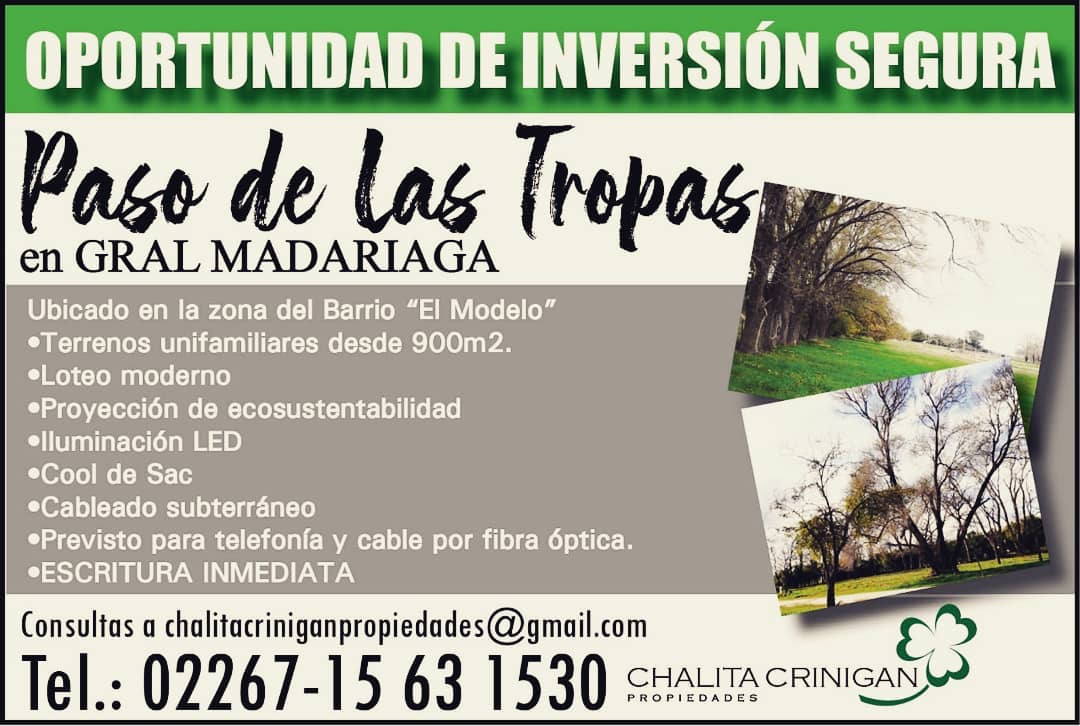 OPORTUNIDAD DE INVERSIÓN SEGURA
Paso de Las Tropas
en GRAL MADARIAGA
Ubicado en la zona del Barrio “El Modelo”
•Terrenos unifamiliares desde 900m2.
•Loteo moderno
•Proyección de ecosustentabilidad
•Iluminación LED
•Cool de Sac
•Cableado subterráneo
•Previsto para telefonía y cable por fibra óptica.
•ESCRITURA INMEDIATA
Consultas a chalitacriniganpropiedades@gmail.com
Tel.: 02267-15 63 1530
CHALITA CRINIGAN
PROPIEDADES